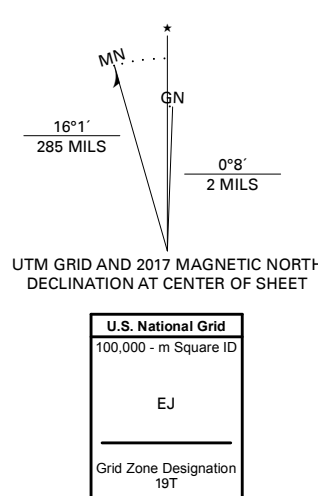 ★
MN
GN
16°1´
285 MILS
0°8´
2 MILS
UTM GRID AND 2017 MAGNETIC NORTH
DECLINATION AT CENTER OF SHEET
U.S. National Grid
100,000 - m Square ID
EJ
Grid Zone Designation
19T